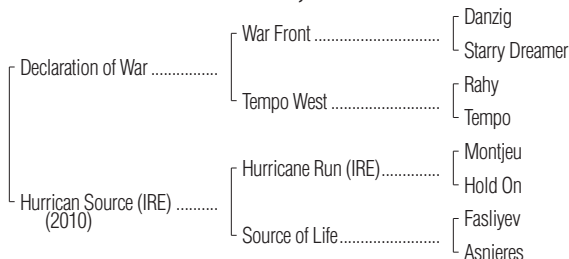 Danzig
War Front ..............................
Starry Dreamer
Declaration of War ................
Rahy
Tempo West ..........................
Tempo
Montjeu
Hurricane Run (IRE)..............
Hold On
Hurrican Source (IRE) ..........
(2010)
Fasliyev
Source of Life........................
Asnieres